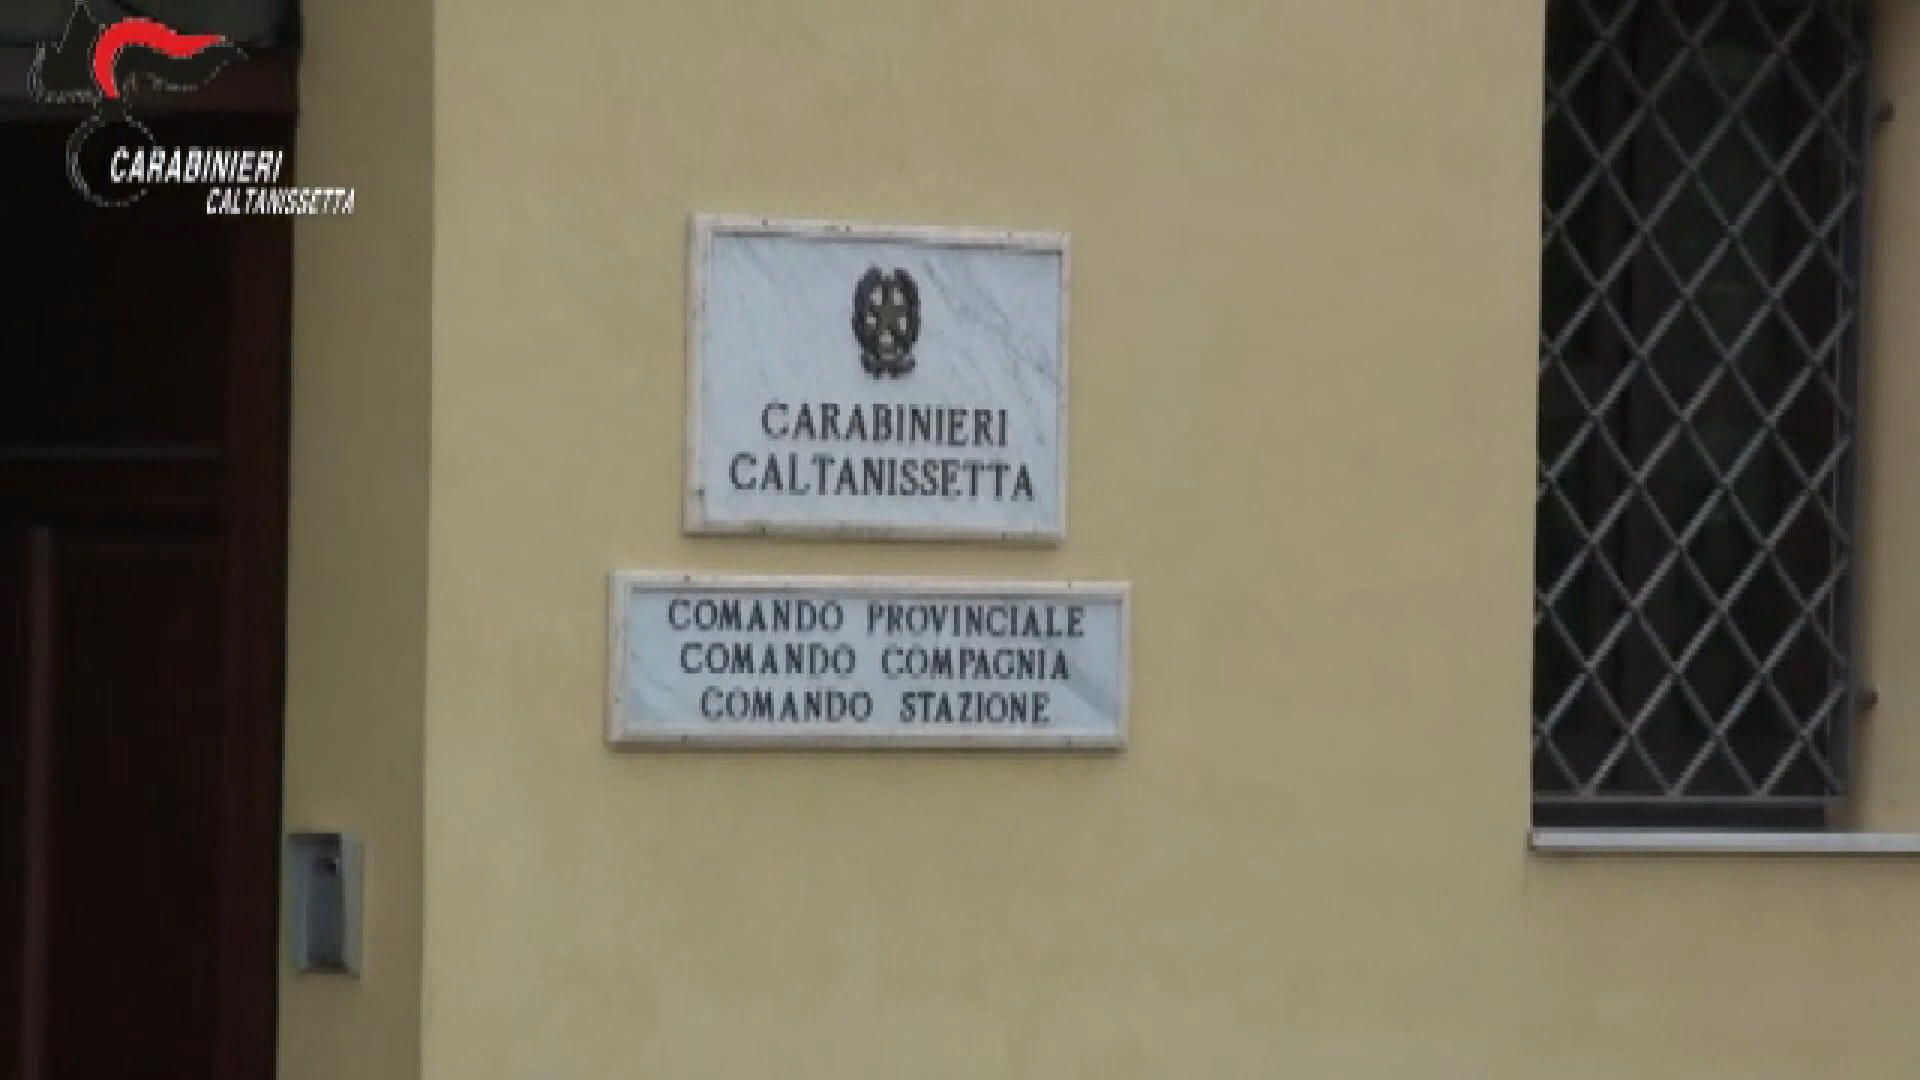 CARABINIERI
CALTANISSETTA
CARABINIERI
CALTANISSETTA
COMANDO PROVINCIALE
COMANDO COMPAGNIA
COMANDO STAZIONE